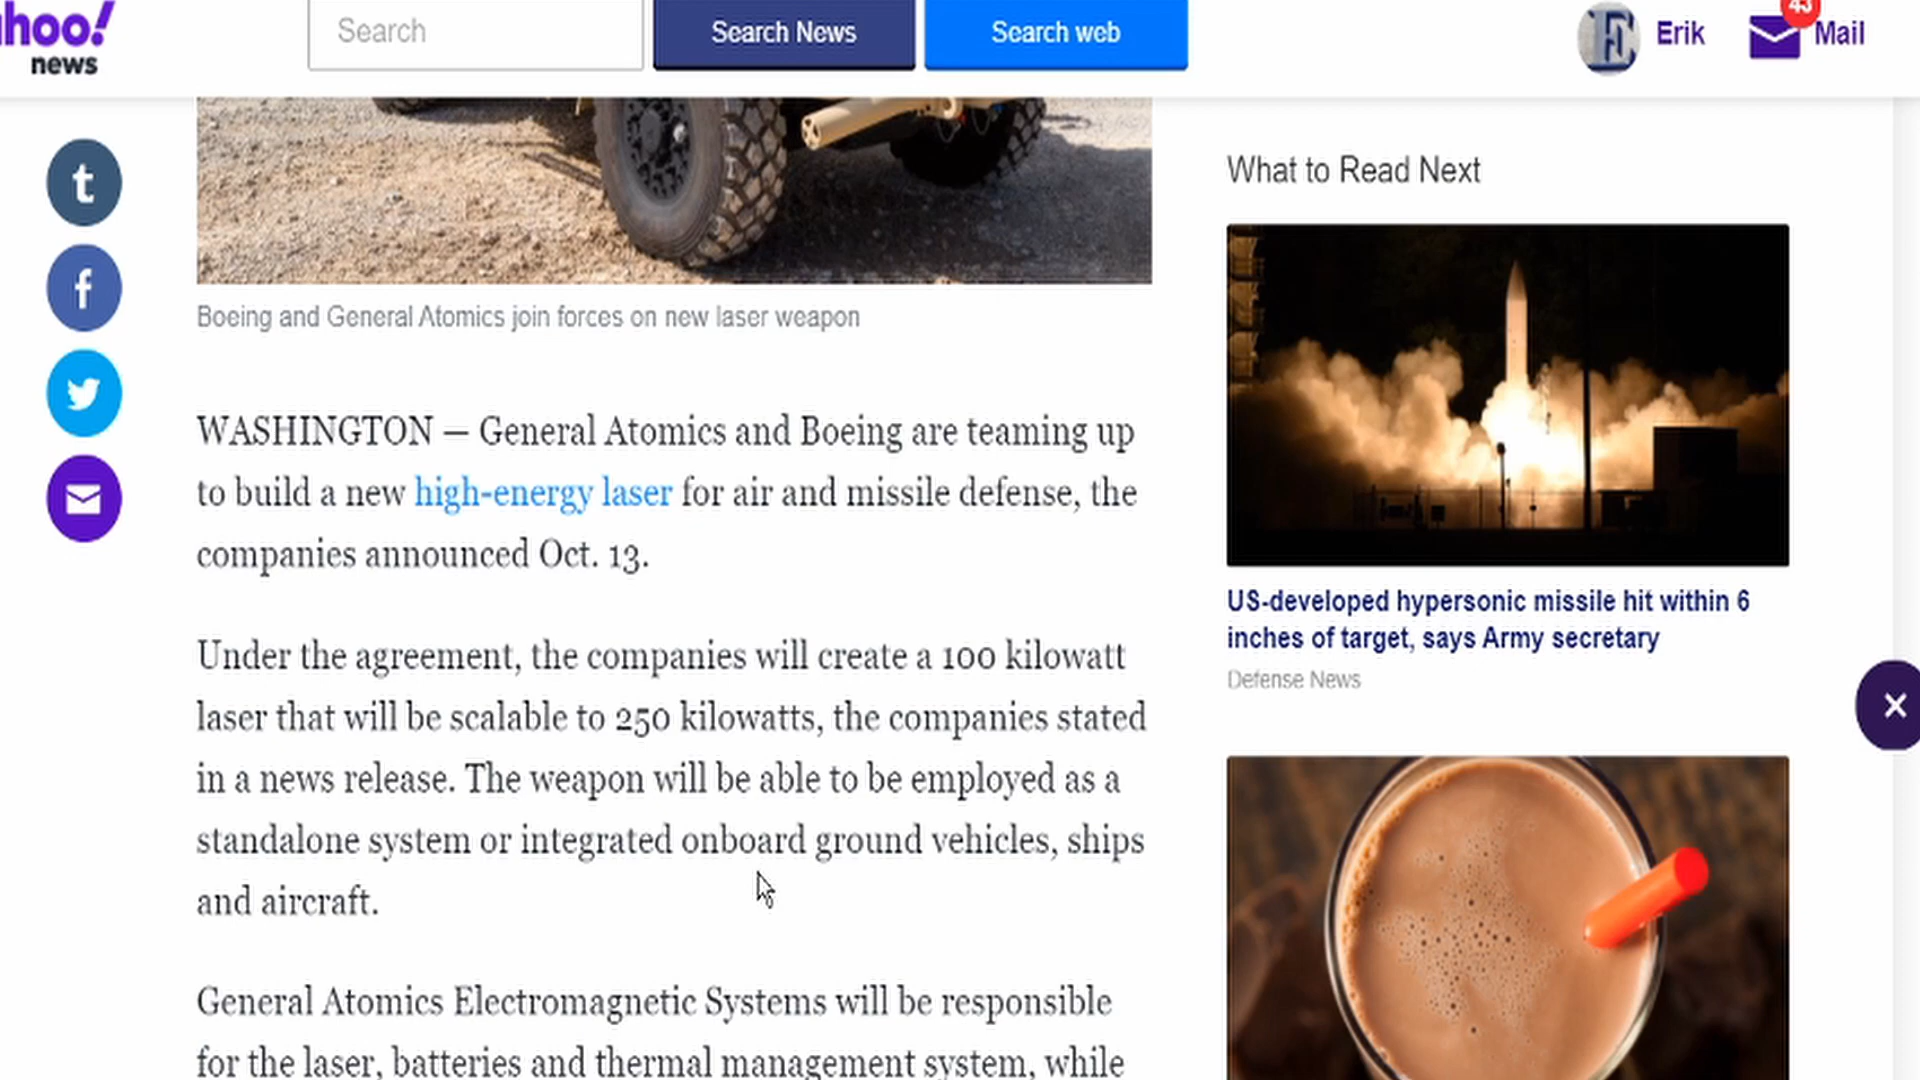 hoo!
news
Search
Search News
Search web
Erik
43
Mail
t
f
Boeing and General Atomics join forces on new laser weapon
WASHINGTON — General Atomics and Boeing are teaming up
to build a new high-energy laser for air and missile defense, the
companies announced Oct. 13.
Under the agreement, the companies will create a 100 kilowatt
laser that will be scalable to 250 kilowatts, the companies stated
in a news release. The weapon will be able to be employed as a
standalone system or integrated onboard ground vehicles, ships
and aircraft.
General Atomics Electromagnetic Systems will be responsible
for the laser, batteries and thermal management system, while
What to Read Next
US-developed hypersonic missile hit within 6
inches of target, says Army secretary
Defense News